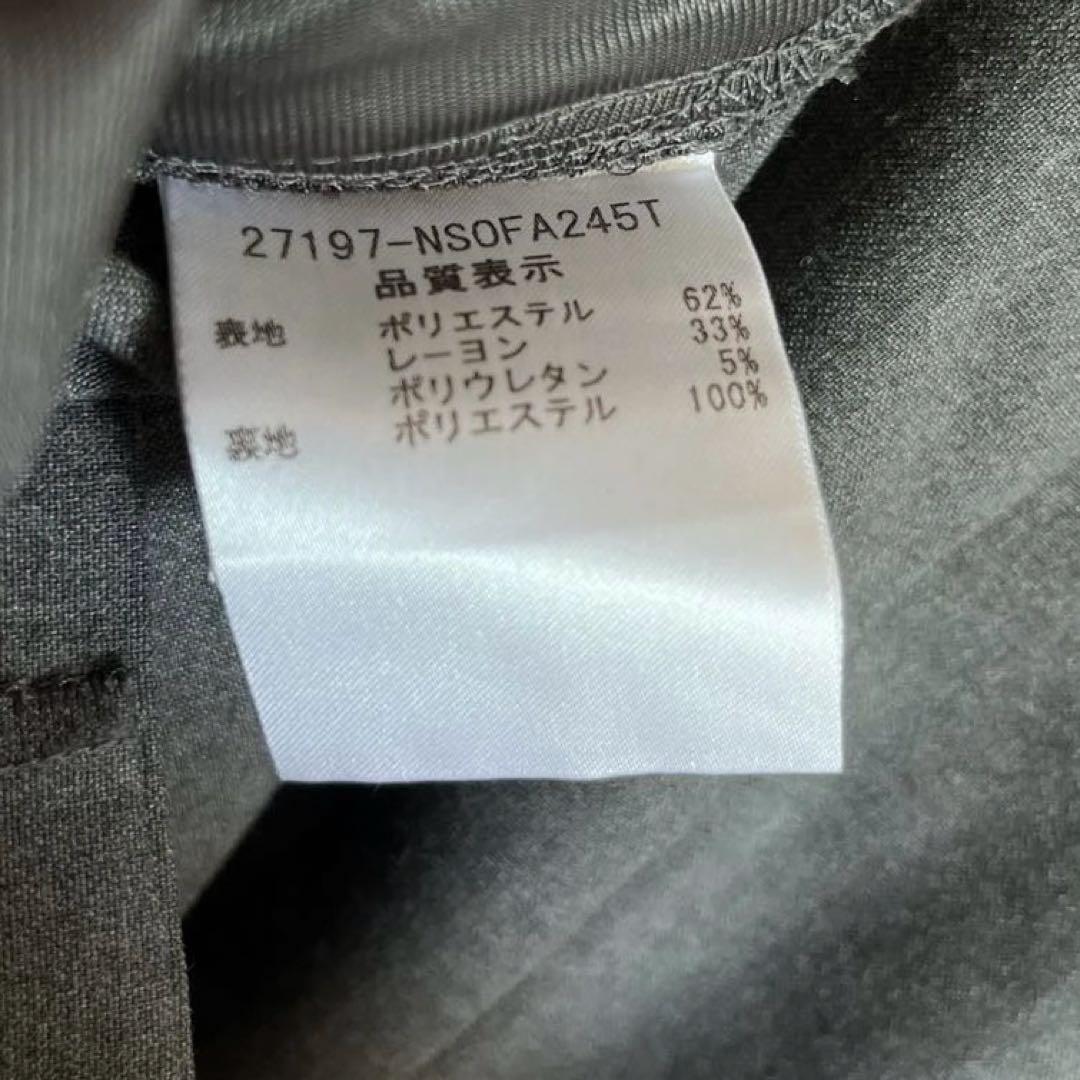 27197-NSOFA245T
品質表示
表地 ポリエステル 62%
レーヨン 33%
ポリウレタン 5%
裏地 ポリエステル 100%